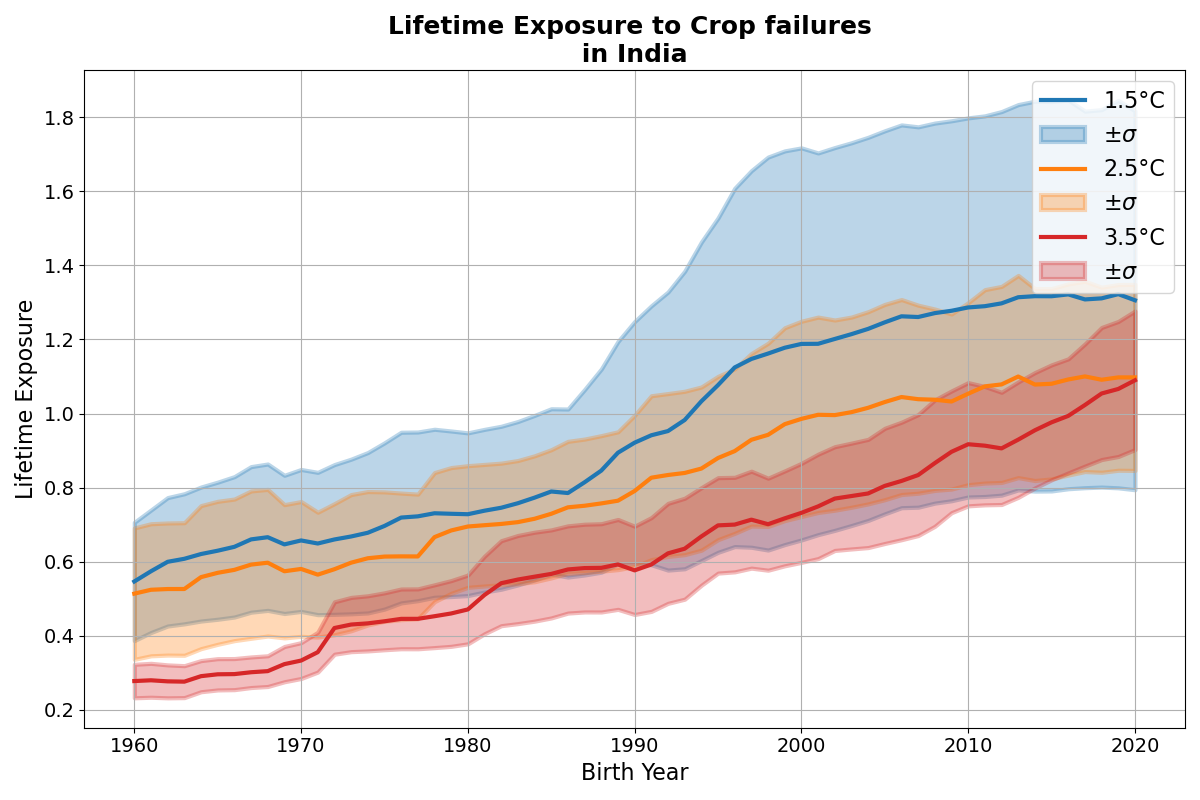 Lifetime Exposure to Crop failures
in India
1.8
1.6
1.4
1.2
1.0
0.8
0.6
0.4
0.2
Lifetime Exposure
1960
1970
1980
1990
2000
2010
2020
Birth Year
1.5°C
±σ
2.5°C
±σ
3.5°C
±σ